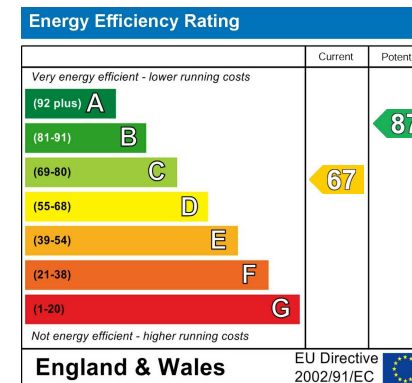 Energy Efficiency Rating
Current Potent
Very energy efficient - lower running costs
(92 plus) A
(81-91) B
(69-80) C
(55-68) D
(39-54) E
(21-38) F
(1-20) G
87
67
Not energy efficient - higher running costs
England & Wales
EU Directive
2002/91/EC